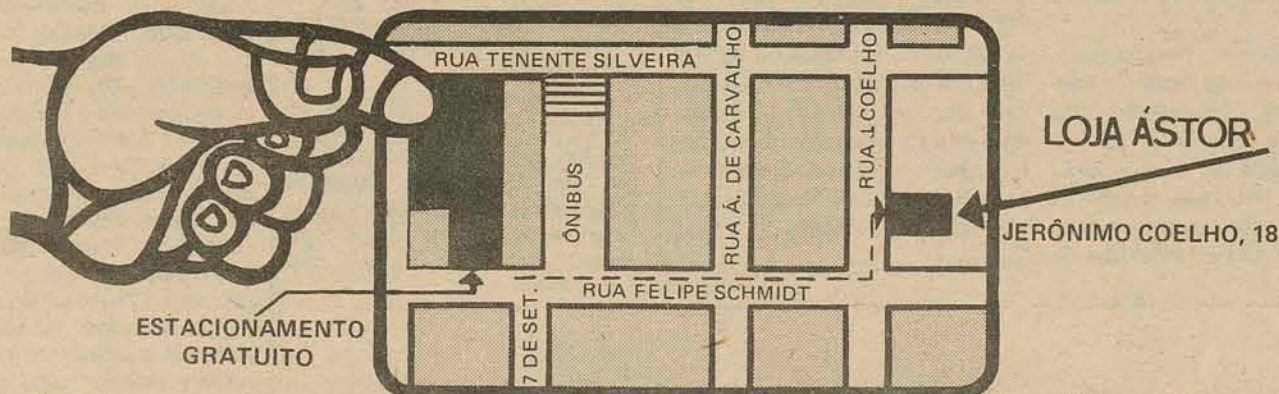 RUA TENENTE SILVEIRA
ÔNIBUS
RUA Á. DE CARVALHO
RUA J. COELHO
LOJA ÁSTOR
JERÔNIMO COELHO, 18
RUA FELIPE SCHMIDT
7 DE SET.
ESTACIONAMENTO
GRATUITO